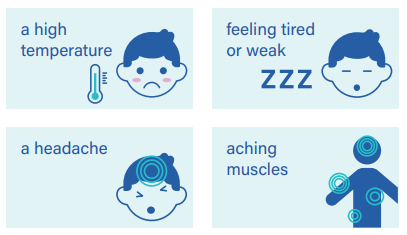 a high
temperature
feeling tired
or weak
zzz
a headache
aching
muscles